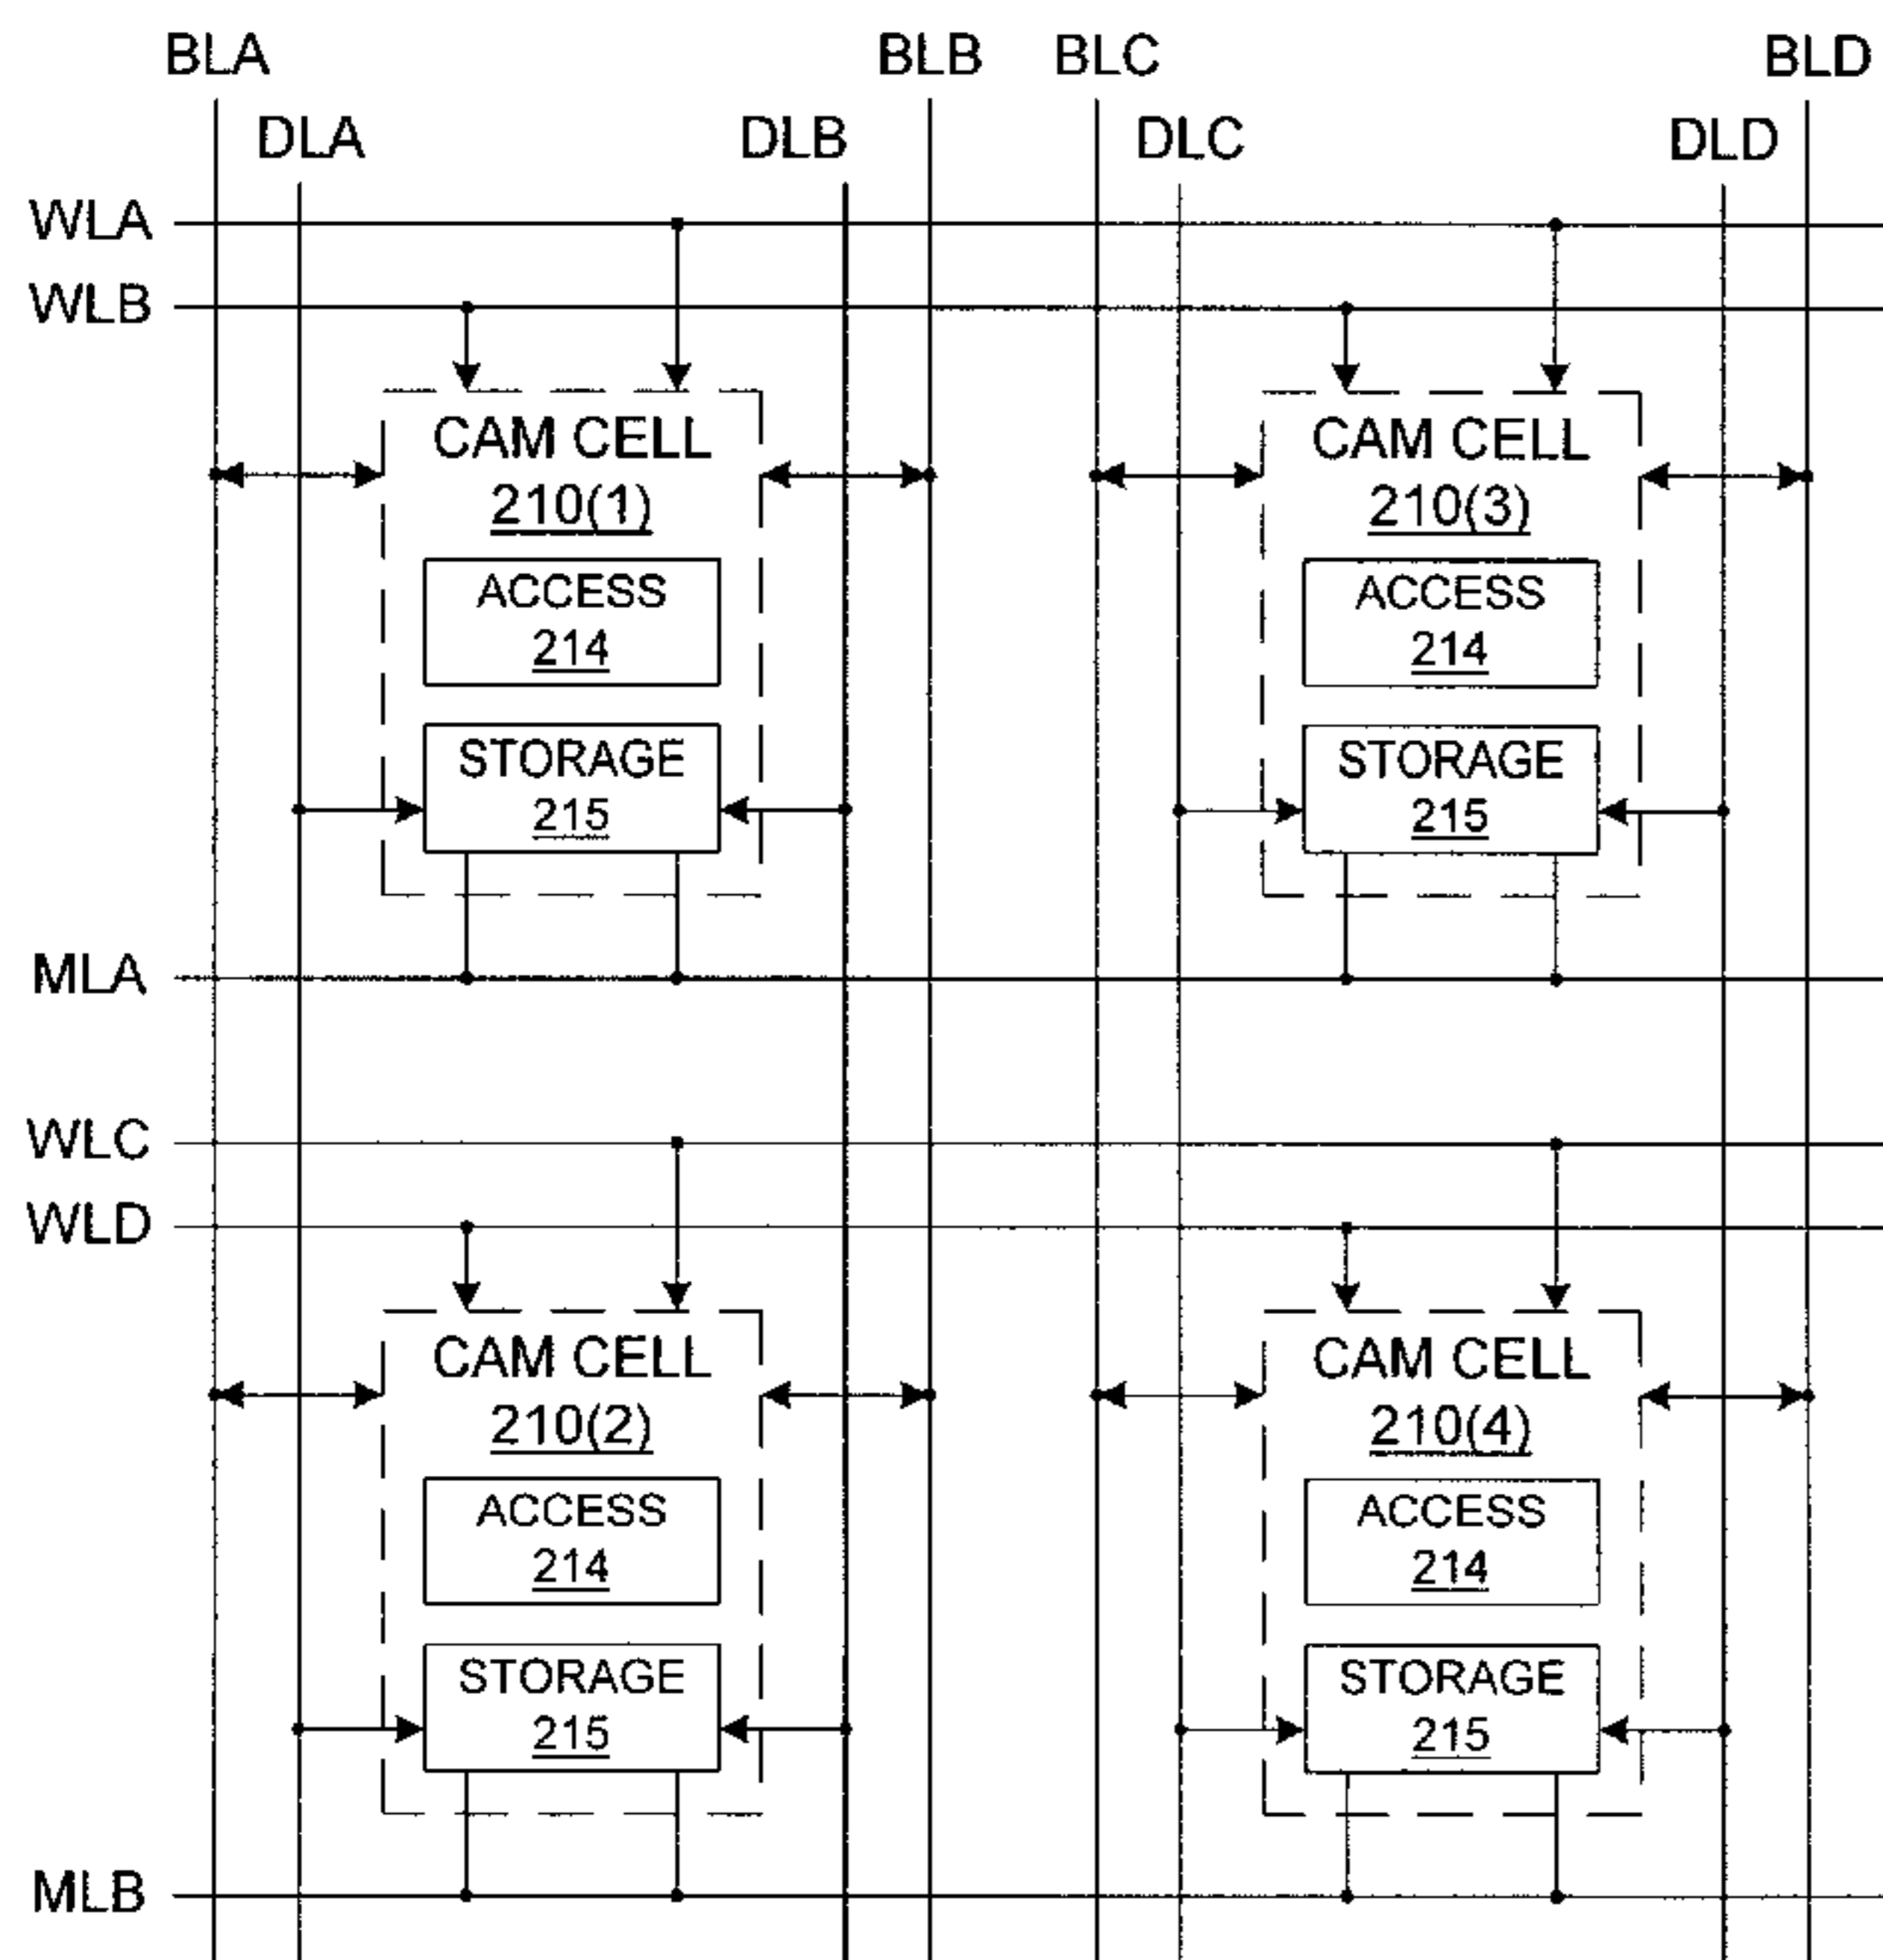 BLA BLB BLC BLD
DLA DLB DLC DLD
WLA
WLB
CAM CELL CAM CELL
210(1) 210(3)
ACCESS ACCESS
214 214
STORAGE STORAGE
215 215
MLA
WLC
WLD
CAM CELL CAM CELL
210(2) 210(4)
ACCESS ACCESS
214 214
STORAGE STORAGE
215 215
MLB